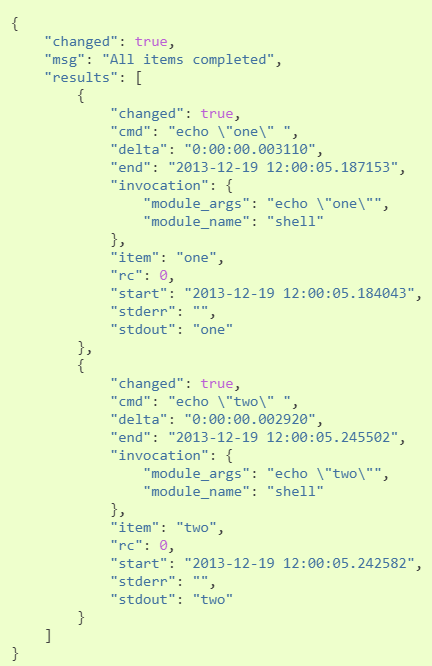 {
    "changed": true,
    "msg": "All items completed",
    "results": [
        {
            "changed": true,
            "cmd": "echo \"one\" ",
            "delta": "0:00:00.003110",
            "end": "2013-12-19 12:00:05.187153",
            "invocation": {
                "module_args": "echo \"one\"",
                "module_name": "shell"
            },
            "item": "one",
            "rc": 0,
            "start": "2013-12-19 12:00:05.184043",
            "stderr": "",
            "stdout": "one"
        },
        {
            "changed": true,
            "cmd": "echo \"two\" ",
            "delta": "0:00:00.002920",
            "end": "2013-12-19 12:00:05.245502",
            "invocation": {
                "module_args": "echo \"two\"",
                "module_name": "shell"
            },
            "item": "two",
            "rc": 0,
            "start": "2013-12-19 12:00:05.242582",
            "stderr": "",
            "stdout": "two"
        }
    ]
}